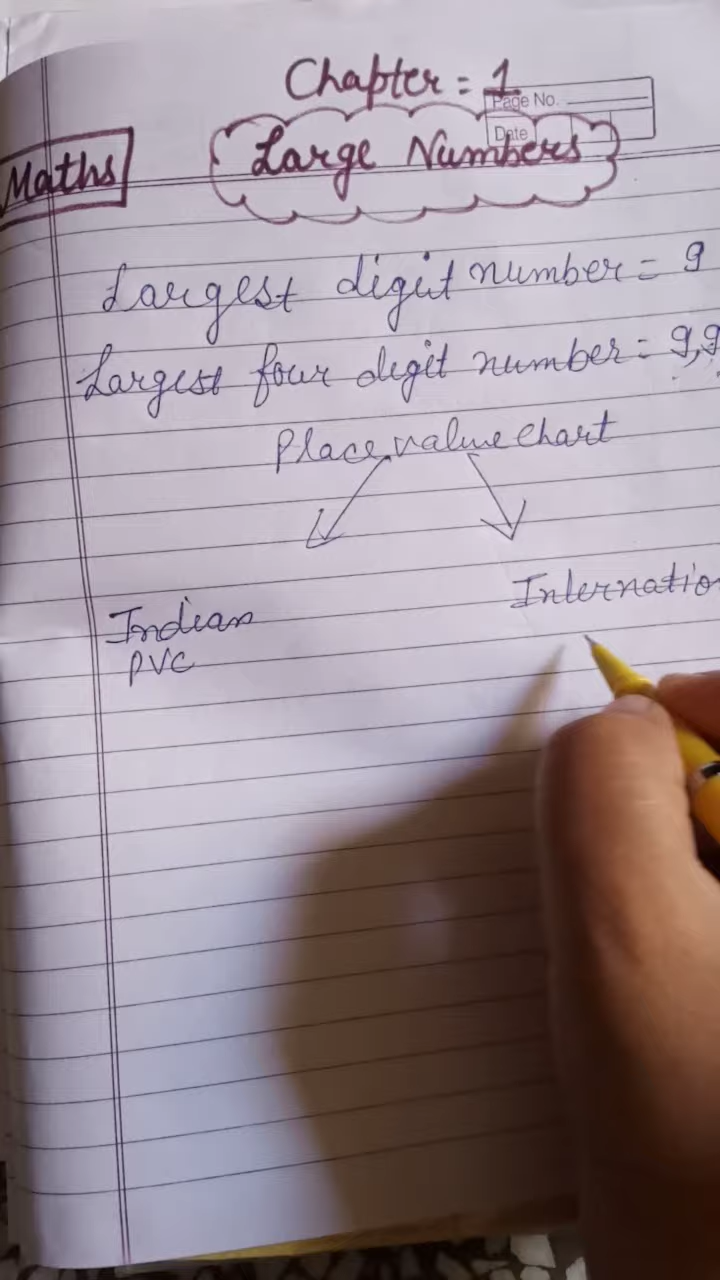 Chapter = 1
Page No.
Date
Maths
Large Numbers
Largest digit number = 9
Largest four digit number = 9,9
Place value chart
Indian
Internatio
PVC